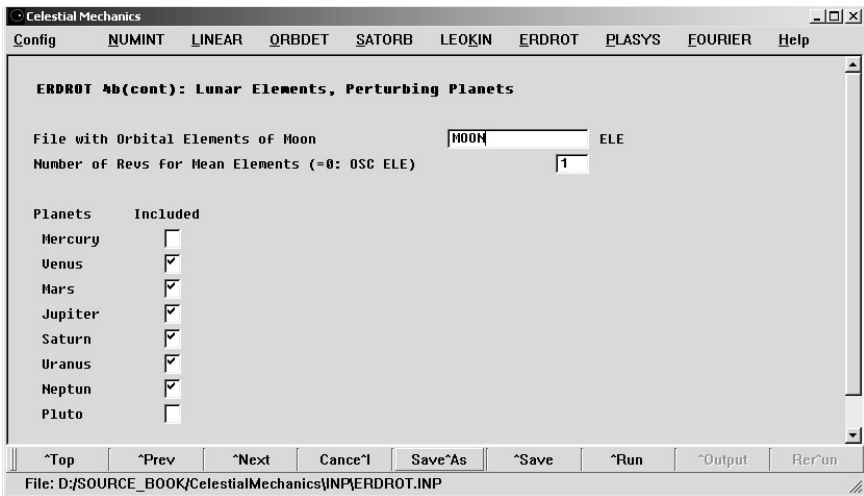 Celestial Mechanics
Config NUMINT LINEAR ORBDET SATORB LEOKIN ERDROT PLASYS FOURIER Help
ERDROT 4b(cont): Lunar Elements, Perturbing Planets
File with Orbital Elements of Moon MOON ELE
Number of Revs for Mean Elements (=0: OSC ELE) 1
Planets Included
Mercury
Venus
Mars
Jupiter
Saturn
Uranus
Neptun
Pluto
^Top ^Prev ^Next Cance^l Save^As ^Save ^Run ^Output Rer^un
File: D:/SOURCE_BOOK/CelestialMechanics\INP\ERDROT.INP